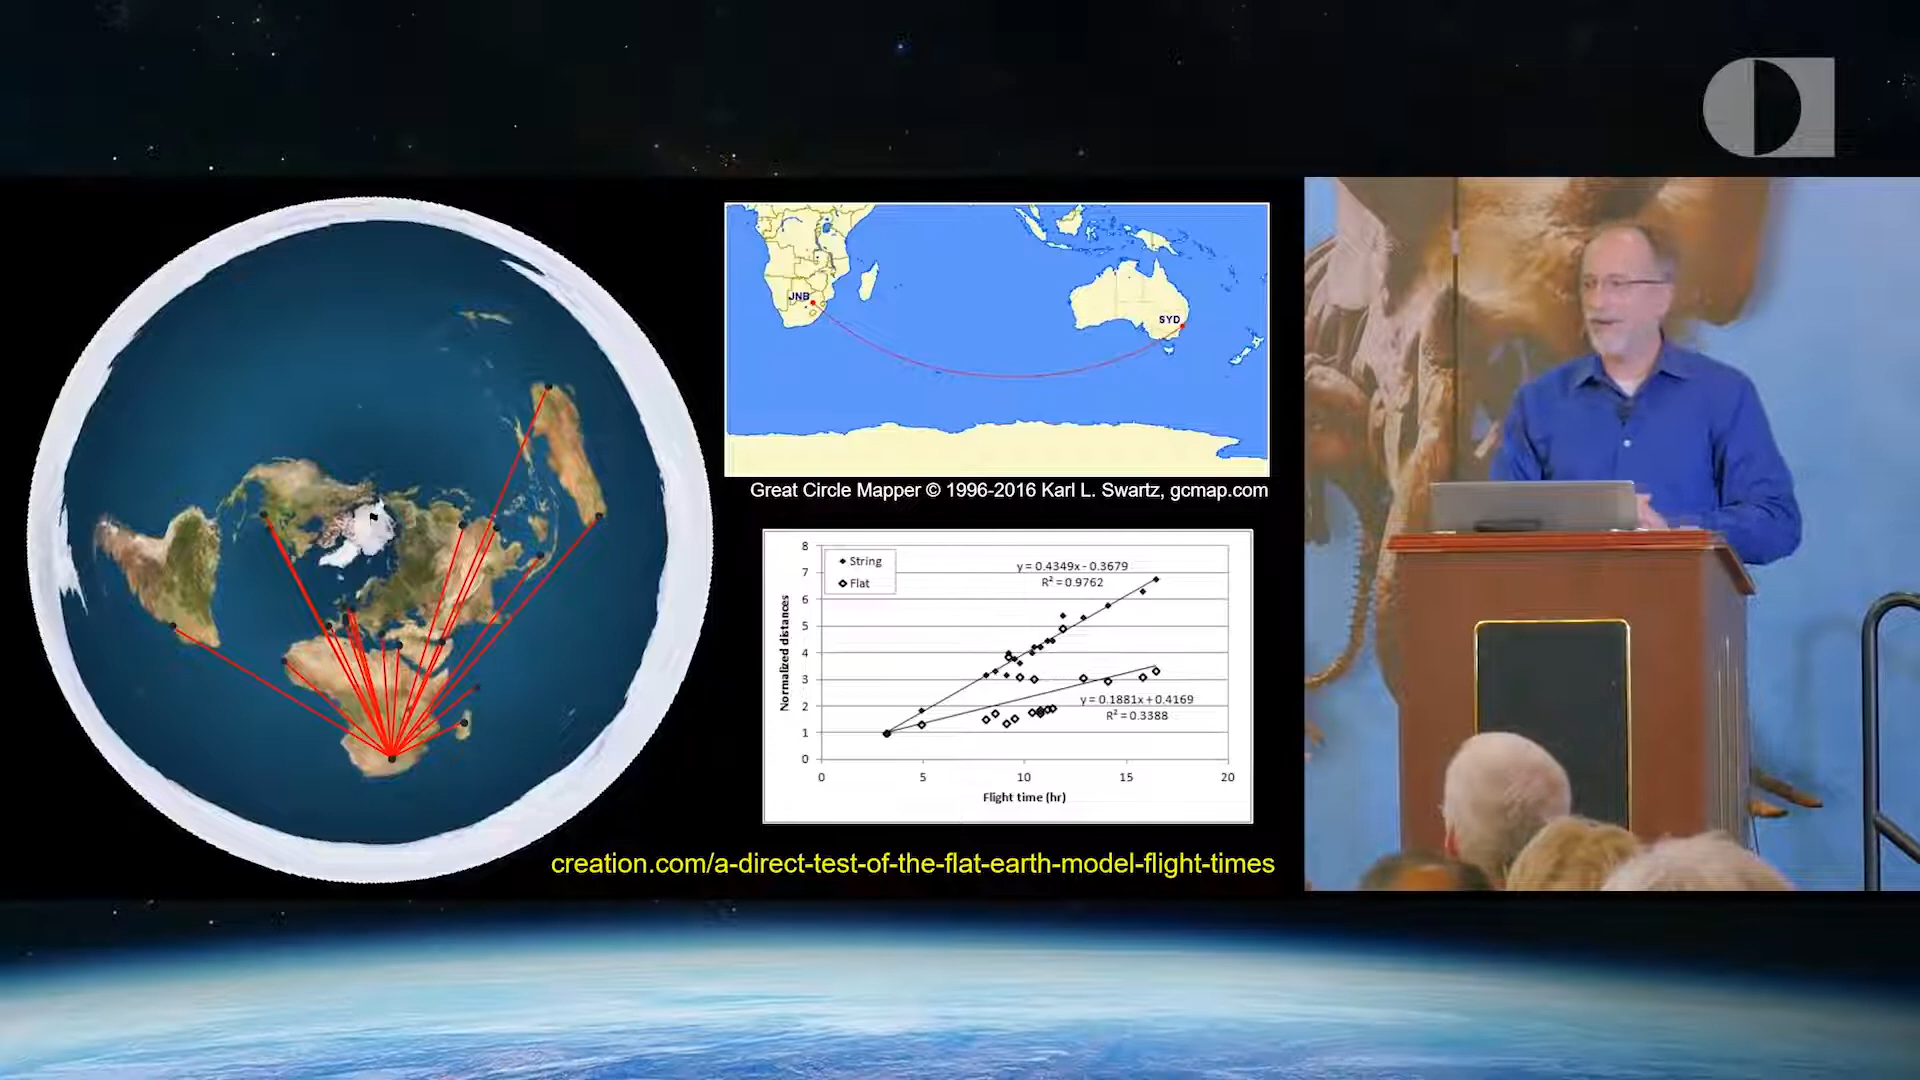 JNB
SYD
Great Circle Mapper © 1996-2016 Karl L. Swartz, gcmap.com
String
Flat
y = 0.4349x - 0.3679
R² = 0.9762
y = 0.1881x + 0.4169
R² = 0.3388
Normalized distances
8
7
6
5
4
3
2
1
0
0 5 10 15 20
Flight time (hr)
creation.com/a-direct-test-of-the-flat-earth-model-flight-times